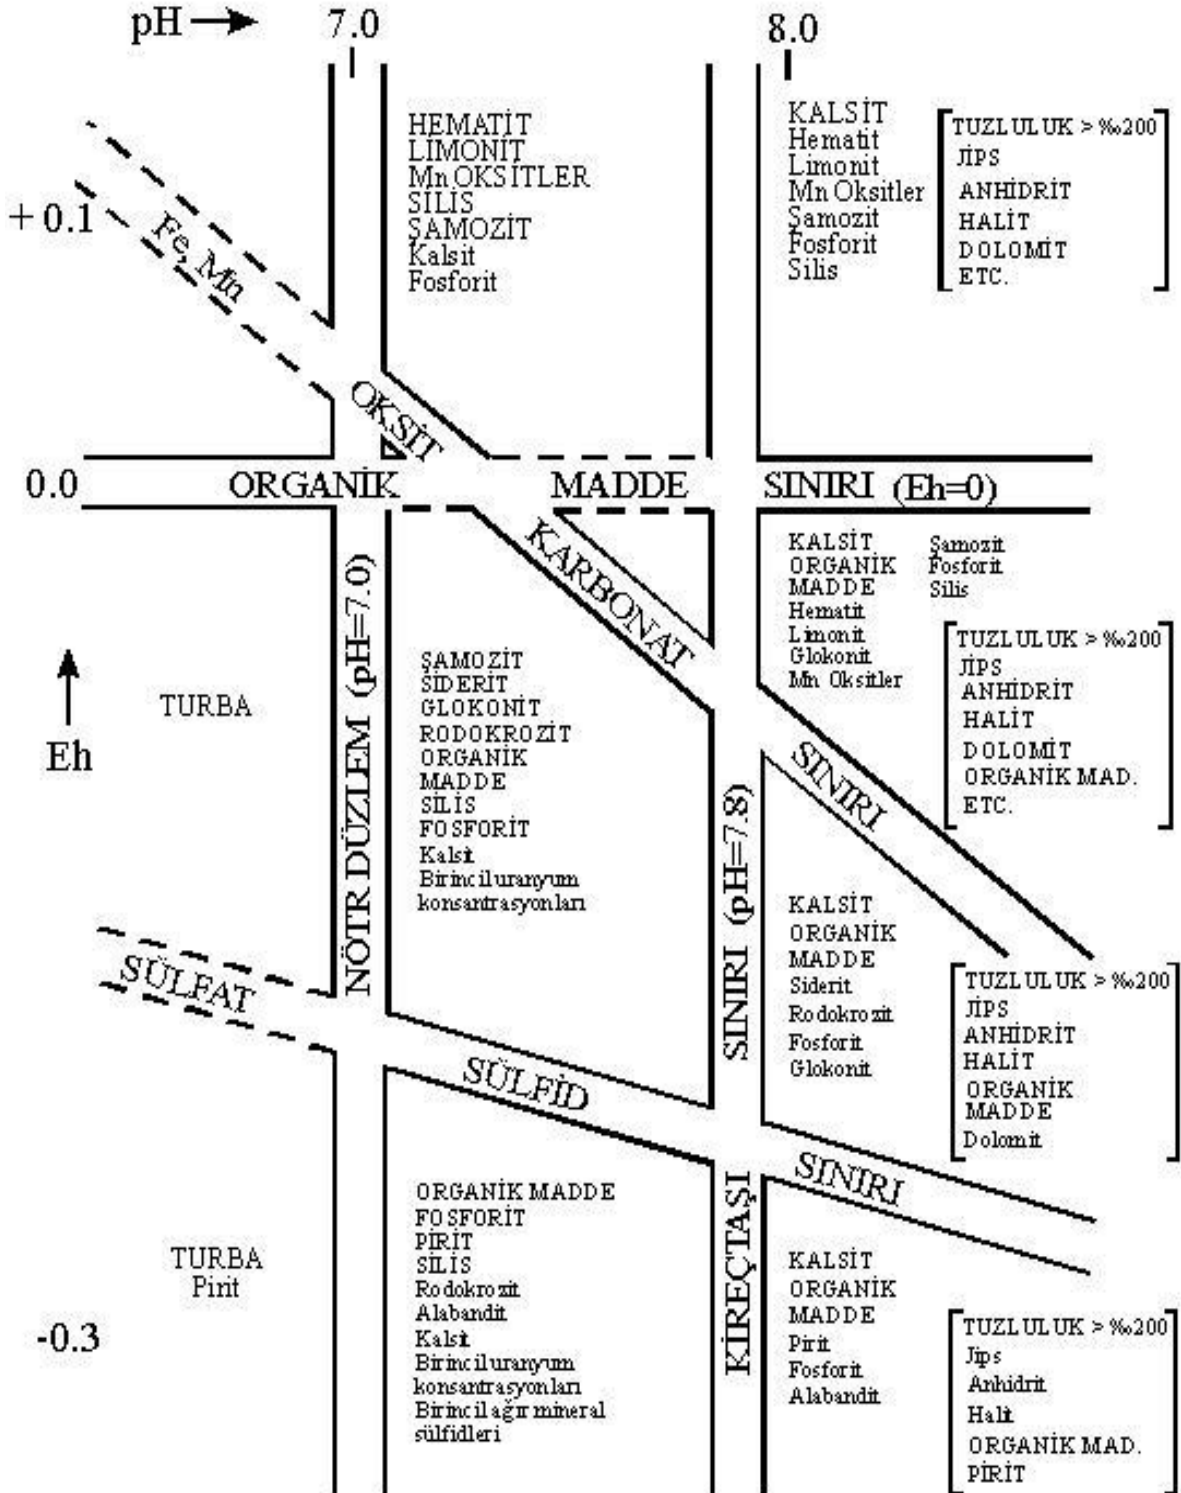 pH
7.0
8.0
HEMATİT
LIMONİT
Mn OKSİTLER
SİLİS
ŞAMOZİT
Kalsit
Fosforit
KALSİT
Hematit
Limonit
Mn Oksitler
Şamozit
Fosforit
Silis
TUZLULUK > ‰200
JİPS
ANHİDRİT
HALİT
DOLOMİT
ETC.
+ 0.1
Fe, Mn
OKSİT
0.0
ORGANİK MADDE SINIRI (Eh=0)
KARBONAT SINIRI
KALSİT
ORGANİK
MADDE
Hematit
Limonit
Glokonit
Mn Oksitler
Şamozit
Fosforit
Silis
TUZLULUK > ‰200
JİPS
ANHİDRİT
HALİT
DOLOMİT
ORGANİK MAD.
ETC.
Eh
TURBA
NÖTR DÜZLEM (pH=7.0)
ŞAMOZİT
SİDERİT
GLOKONİT
RODOKROZİT
ORGANİK
MADDE
SİLİS
FOSFORİT
Kalsit
Birincil uranyum
konsantrasyonları
KİREÇTAŞI SINIRI (pH=7.8)
KALSİT
ORGANİK
MADDE
Siderit
Rodokrozit
Fosforit
Glokonit
TUZLULUK > ‰200
JİPS
ANHİDRİT
HALİT
ORGANİK
MADDE
Dolomit
SÜLFAT SÜLFİD SINIRI
TURBA
Pirit
-0.3
ORGANİK MADDE
FOSFORİT
PİRİT
SİLİS
Rodokrozit
Alabandit
Kalsit
Birincil uranyum
konsantrasyonları
Birincil ağır mineral
sülfidleri
KALSİT
ORGANİK
MADDE
Pirit
Fosforit
Alabandit
TUZLULUK > ‰200
Jips
Anhidrit
Halit
ORGANİK MAD.
PİRİT